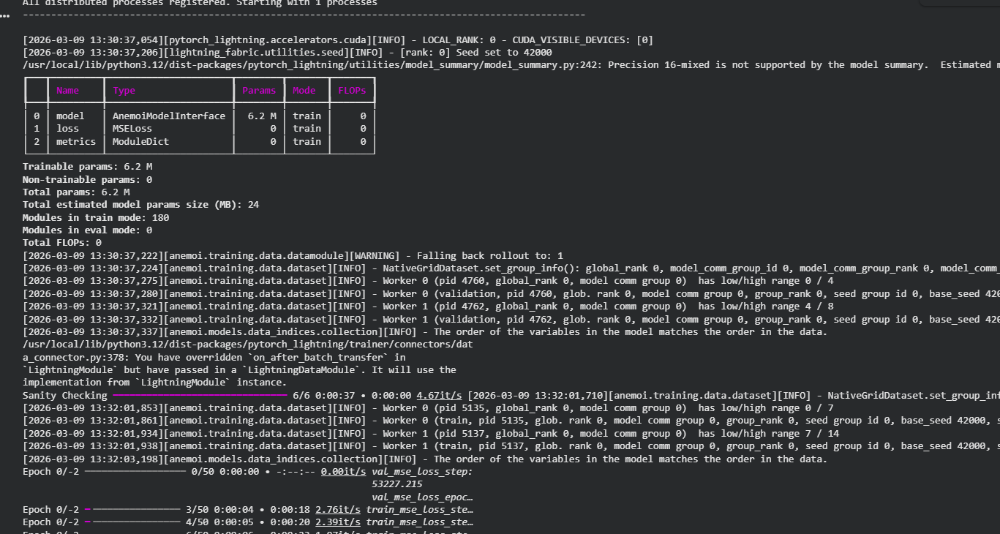 All distributed processes registered. Starting with 1 processes
----------------------------------------------------------------------------------------------------
[2026-03-09 13:30:37,054][pytorch_lightning.accelerators.cuda][INFO] - LOCAL_RANK: 0 - CUDA_VISIBLE_DEVICES: [0]
[2026-03-09 13:30:37,206][lightning_fabric.utilities.seed][INFO] - [rank: 0] Seed set to 42000
/usr/local/lib/python3.12/dist-packages/pytorch_lightning/utilities/model_summary/model_summary.py:242: Precision 16-mixed is not supported by the model summary.  Estimated m
Name Type Params Mode FLOPs
0 model AnemoiModelInterface 6.2 M train 0
1 loss MSELoss 0 train 0
2 metrics ModuleDict 0 train 0
Trainable params: 6.2 M
Non-trainable params: 0
Total params: 6.2 M
Total estimated model params size (MB): 24
Modules in train mode: 180
Modules in eval mode: 0
Total FLOPs: 0
[2026-03-09 13:30:37,222][anemoi.training.data.datamodule][WARNING] - Falling back rollout to: 1
[2026-03-09 13:30:37,224][anemoi.training.data.dataset][INFO] - NativeGridDataset.set_group_info(): global_rank 0, model_comm_group_id 0, model_comm_group_rank 0, model_comm_
[2026-03-09 13:30:37,275][anemoi.training.data.dataset][INFO] - Worker 0 (pid 4760, global_rank 0, model comm group 0)  has low/high range 0 / 4
[2026-03-09 13:30:37,280][anemoi.training.data.dataset][INFO] - Worker 0 (validation, pid 4760, glob. rank 0, model comm group 0, group_rank 0, seed group id 0, base_seed 420
[2026-03-09 13:30:37,321][anemoi.training.data.dataset][INFO] - Worker 1 (pid 4762, global_rank 0, model comm group 0)  has low/high range 4 / 8
[2026-03-09 13:30:37,332][anemoi.training.data.dataset][INFO] - Worker 1 (validation, pid 4762, glob. rank 0, model comm group 0, group_rank 0, seed group id 0, base_seed 420
[2026-03-09 13:30:37,337][anemoi.models.data_indices.collection][INFO] - The order of the variables in the model matches the order in the data.
/usr/local/lib/python3.12/dist-packages/pytorch_lightning/trainer/connectors/dat
a_connector.py:378: You have overridden `on_after_batch_transfer` in
`LightningModule` but have passed in a `LightningDataModule`. It will use the
implementation from `LightningModule` instance.
Sanity Checking 6/6 0:00:37 • 0:00:00 4.67it/s [2026-03-09 13:32:01,710][anemoi.training.data.dataset][INFO] - NativeGridDataset.set_group_inf
[2026-03-09 13:32:01,853][anemoi.training.data.dataset][INFO] - Worker 0 (pid 5135, global_rank 0, model comm group 0)  has low/high range 0 / 7
[2026-03-09 13:32:01,861][anemoi.training.data.dataset][INFO] - Worker 0 (train, pid 5135, glob. rank 0, model comm group 0, group_rank 0, seed group id 0, base_seed 42000, s
[2026-03-09 13:32:01,934][anemoi.training.data.dataset][INFO] - Worker 1 (pid 5137, global_rank 0, model comm group 0)  has low/high range 7 / 14
[2026-03-09 13:32:01,938][anemoi.training.data.dataset][INFO] - Worker 1 (train, pid 5137, glob. rank 0, model comm group 0, group_rank 0, seed group id 0, base_seed 42000, s
[2026-03-09 13:32:03,198][anemoi.models.data_indices.collection][INFO] - The order of the variables in the model matches the order in the data.
Epoch 0/-2 0/50 0:00:00 • -:--:-- 0.00it/s val_mse_loss_step:
53227.215
val_mse_loss_epoc…
Epoch 0/-2 3/50 0:00:04 • 0:00:18 2.76it/s train_mse_loss_ste…
Epoch 0/-2 4/50 0:00:05 • 0:00:20 2.39it/s train_mse_loss_ste…